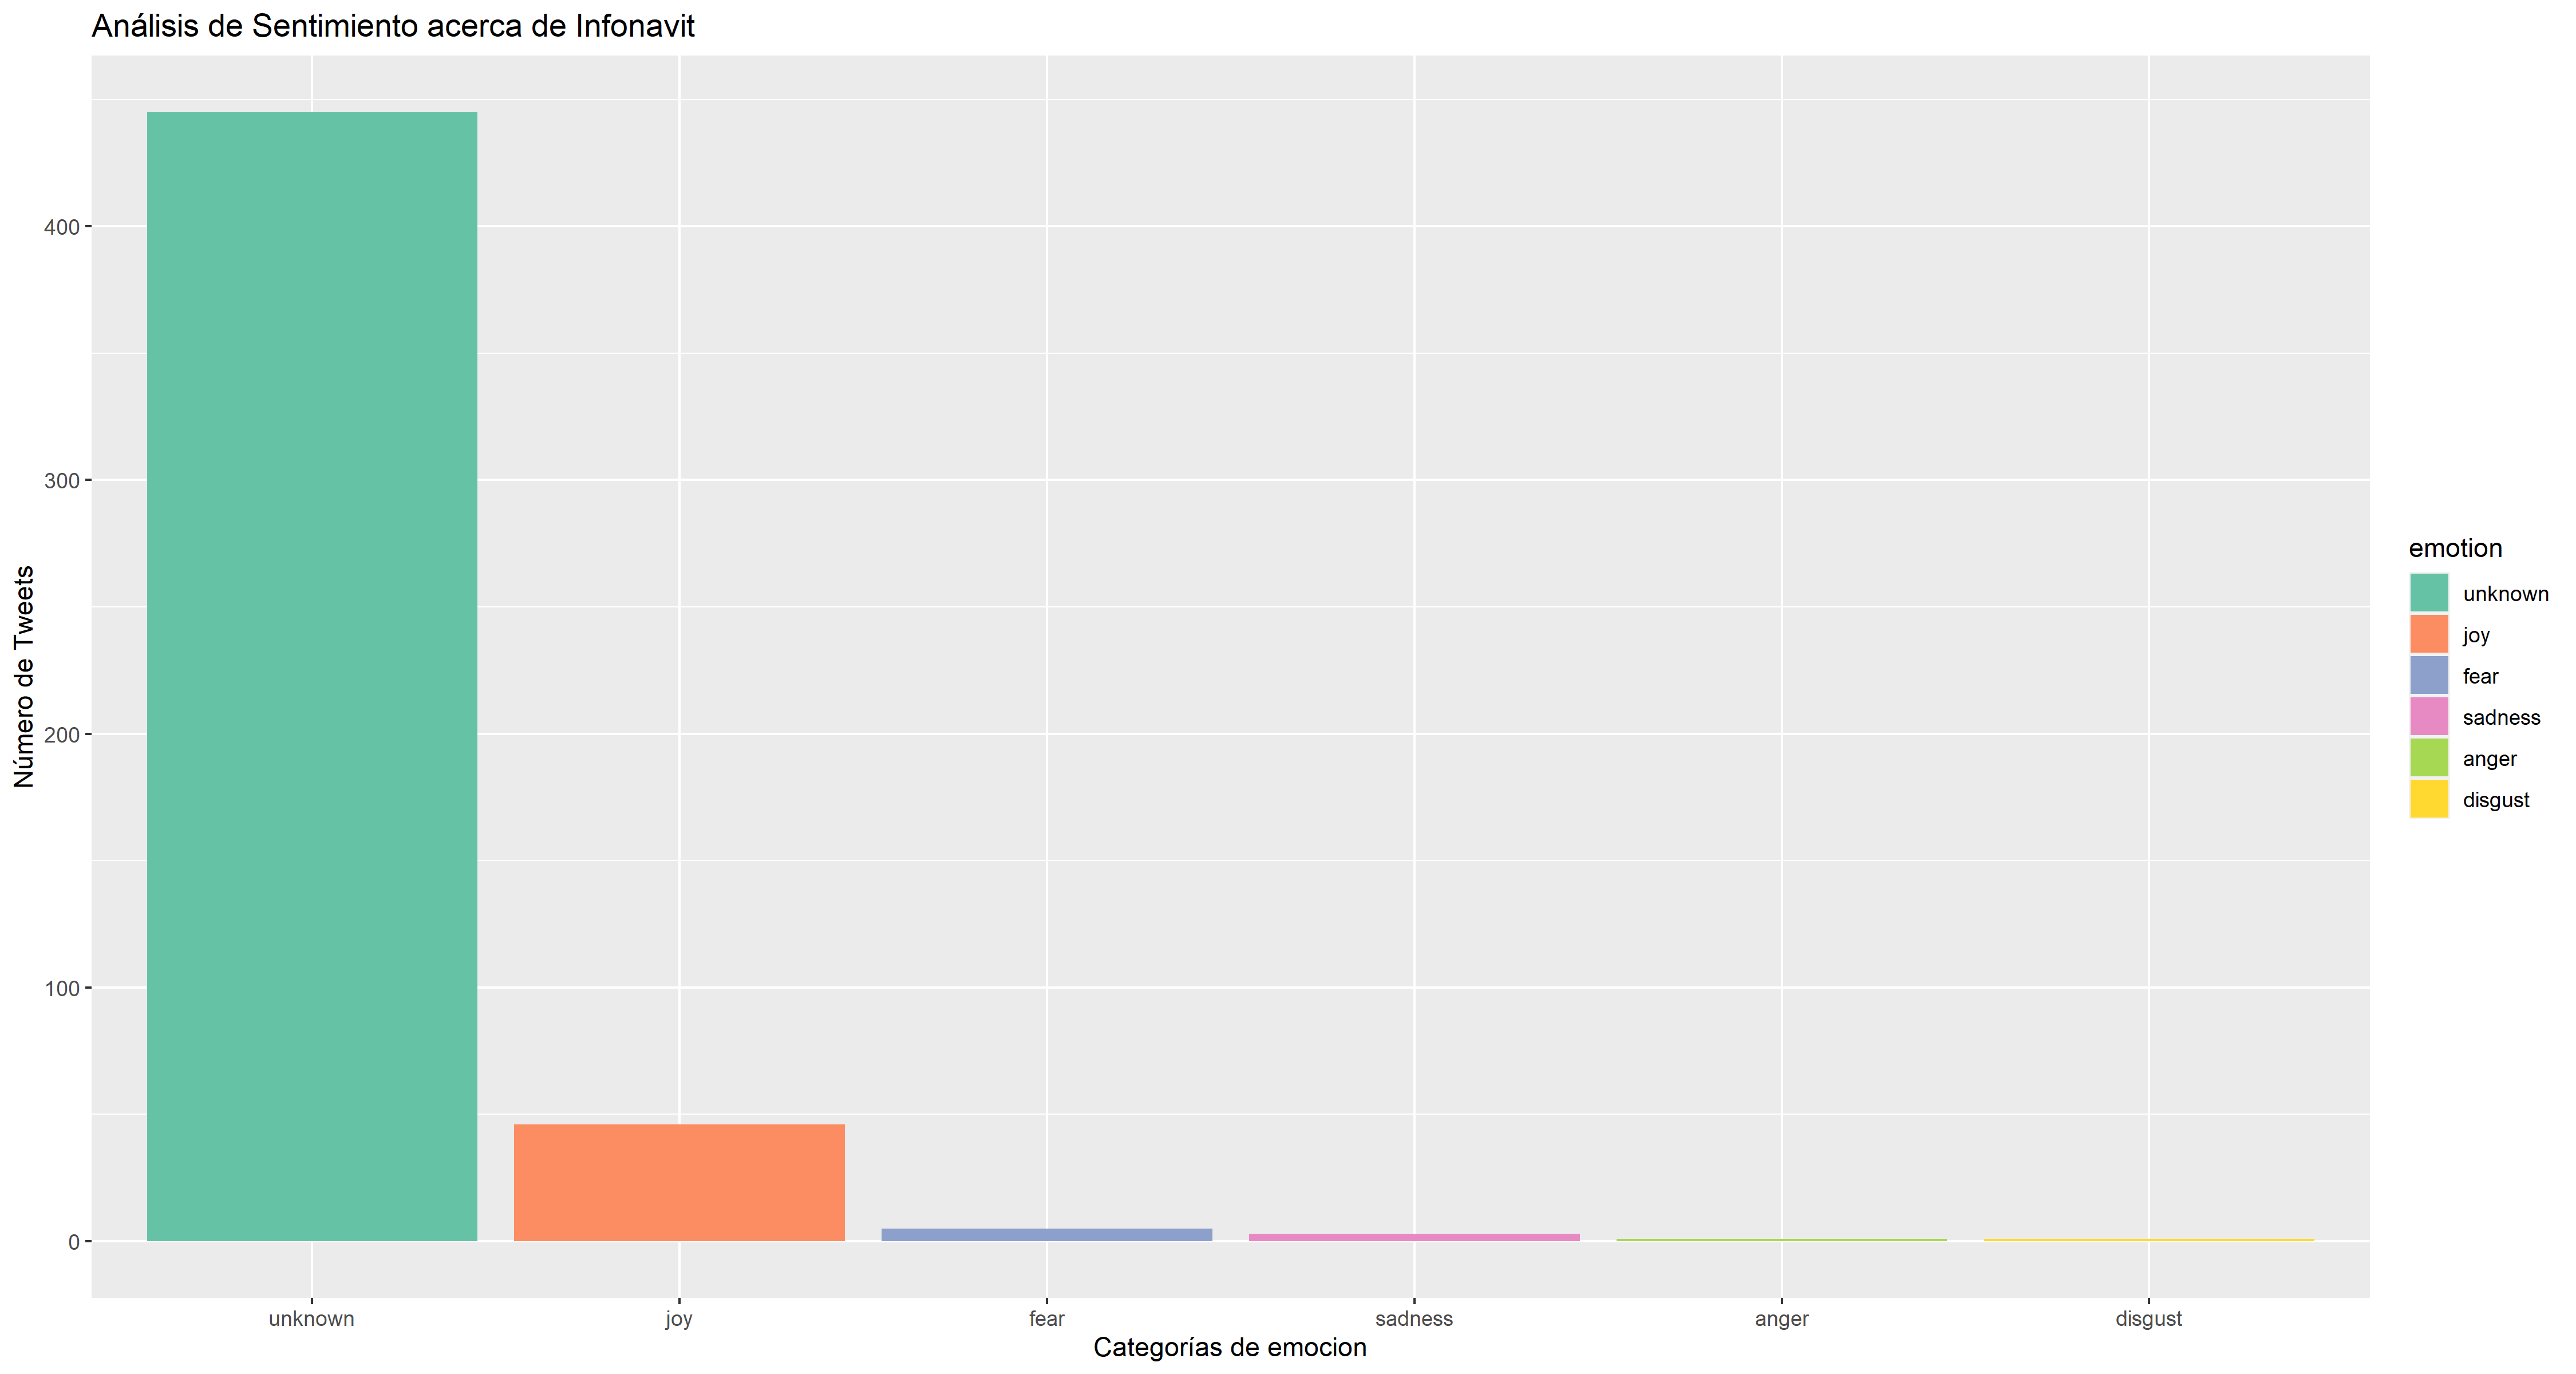 Análisis de Sentimiento acerca de Infonavit
Número de Tweets
400
300
200
100
0
unknown
joy
fear
sadness
anger
disgust
Categorías de emocion
emotion
unknown
joy
fear
sadness
anger
disgust